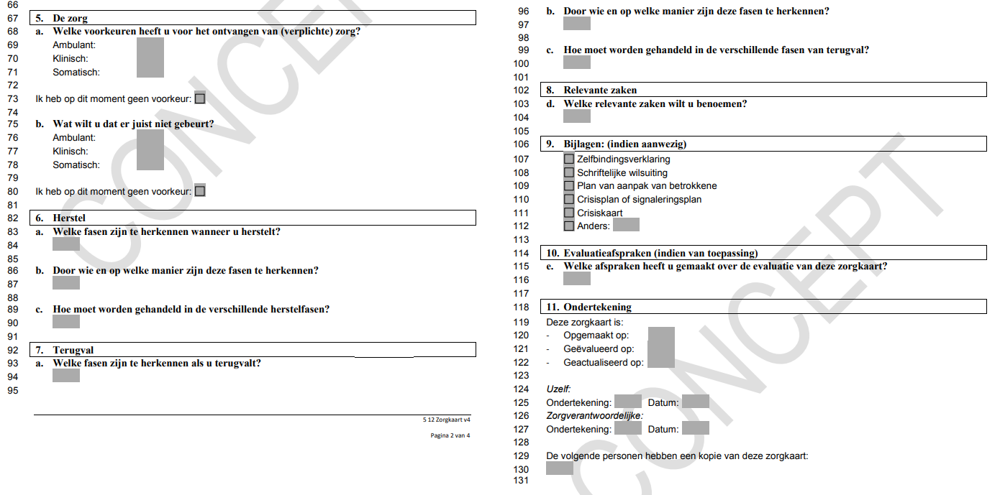 66
67 5. De zorg
68 a. Welke voorkeuren heeft u voor het ontvangen van (verplichte) zorg?
69 Ambulant:
70 Klinisch:
71 Somatisch:
72
73 Ik heb op dit moment geen voorkeur:
74
75 b. Wat wilt u dat er juist niet gebeurt?
76 Ambulant:
77 Klinisch:
78 Somatisch:
79
80 Ik heb op dit moment geen voorkeur:
81
82 6. Herstel
83 a. Welke fasen zijn te herkennen wanneer u herstelt?
84
85
86 b. Door wie en op welke manier zijn deze fasen te herkennen?
87
88
89 c. Hoe moet worden gehandeld in de verschillende herstelfasen?
90
91
92 7. Terugval
93 a. Welke fasen zijn te herkennen als u terugvalt?
94
95
5 12 Zorgkaart v4
Pagina 2 van 4
CONCEPT
96 b. Door wie en op welke manier zijn deze fasen te herkennen?
97
98
99 c. Hoe moet worden gehandeld in de verschillende fasen van terugval?
100
101
102 8. Relevante zaken
103 d. Welke relevante zaken wilt u benoemen?
104
105
106 9. Bijlagen: (indien aanwezig)
107 Zelfbindingsverklaring
108 Schriftelijke wilsuiting
109 Plan van aanpak van betrokkene
110 Crisisplan of signaleringsplan
111 Crisiskaart
112 Anders:
113
114 10. Evaluatieafspraken (indien van toepassing)
115 e. Welke afspraken heeft u gemaakt over de evaluatie van deze zorgkaart?
116
117
118 11. Ondertekening
119 Deze zorgkaart is:
120 - Opgemaakt op:
121 - Geëvalueerd op:
122 - Geactualiseerd op:
123
124 Uzelf:
125 Ondertekening: Datum:
126 Zorgverantwoordelijke:
127 Ondertekening: Datum:
128
129 De volgende personen hebben een kopie van deze zorgkaart:
130
131
CONCEPT